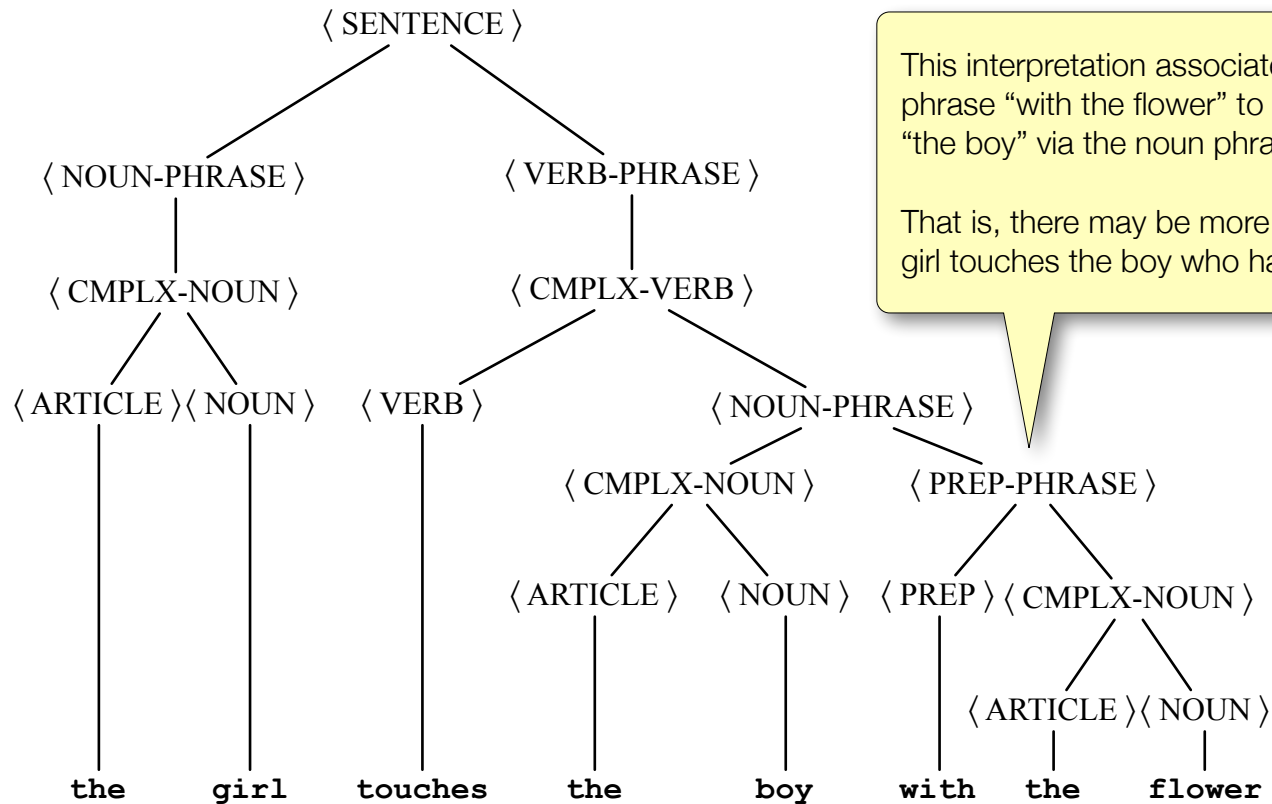 ⟨ SENTENCE ⟩
This interpretation associate
phrase “with the flower” to
“the boy” via the noun phra
That is, there may be more
girl touches the boy who ha
⟨ NOUN-PHRASE ⟩ ⟨ VERB-PHRASE ⟩
⟨ CMPLX-NOUN ⟩ ⟨ CMPLX-VERB ⟩
⟨ ARTICLE ⟩ ⟨ NOUN ⟩ ⟨ VERB ⟩ ⟨ NOUN-PHRASE ⟩
⟨ CMPLX-NOUN ⟩ ⟨ PREP-PHRASE ⟩
⟨ ARTICLE ⟩ ⟨ NOUN ⟩ ⟨ PREP ⟩ ⟨ CMPLX-NOUN ⟩
⟨ ARTICLE ⟩ ⟨ NOUN ⟩
the girl touches the boy with the flower